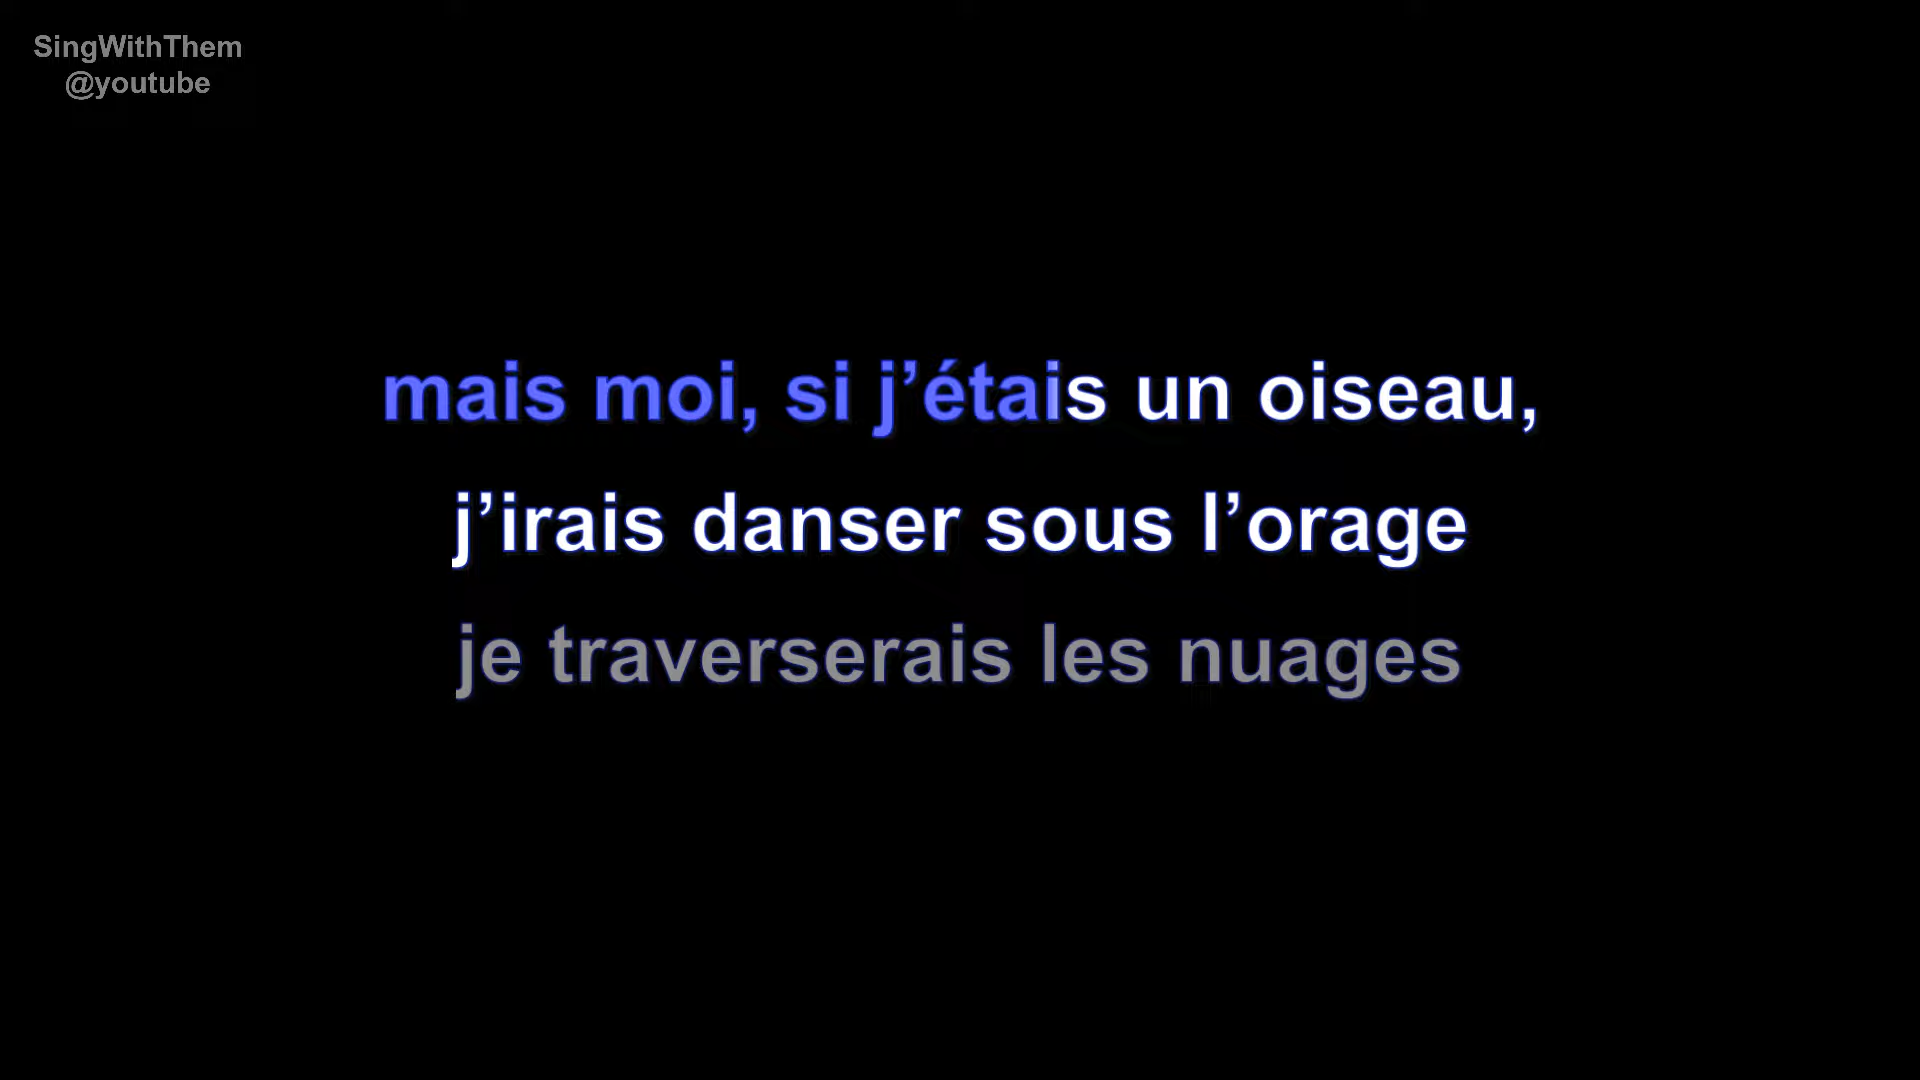 SingWithThem
@youtube
mais moi, si j’étais un oiseau,
j’irais danser sous l’orage
je traverserais les nuages